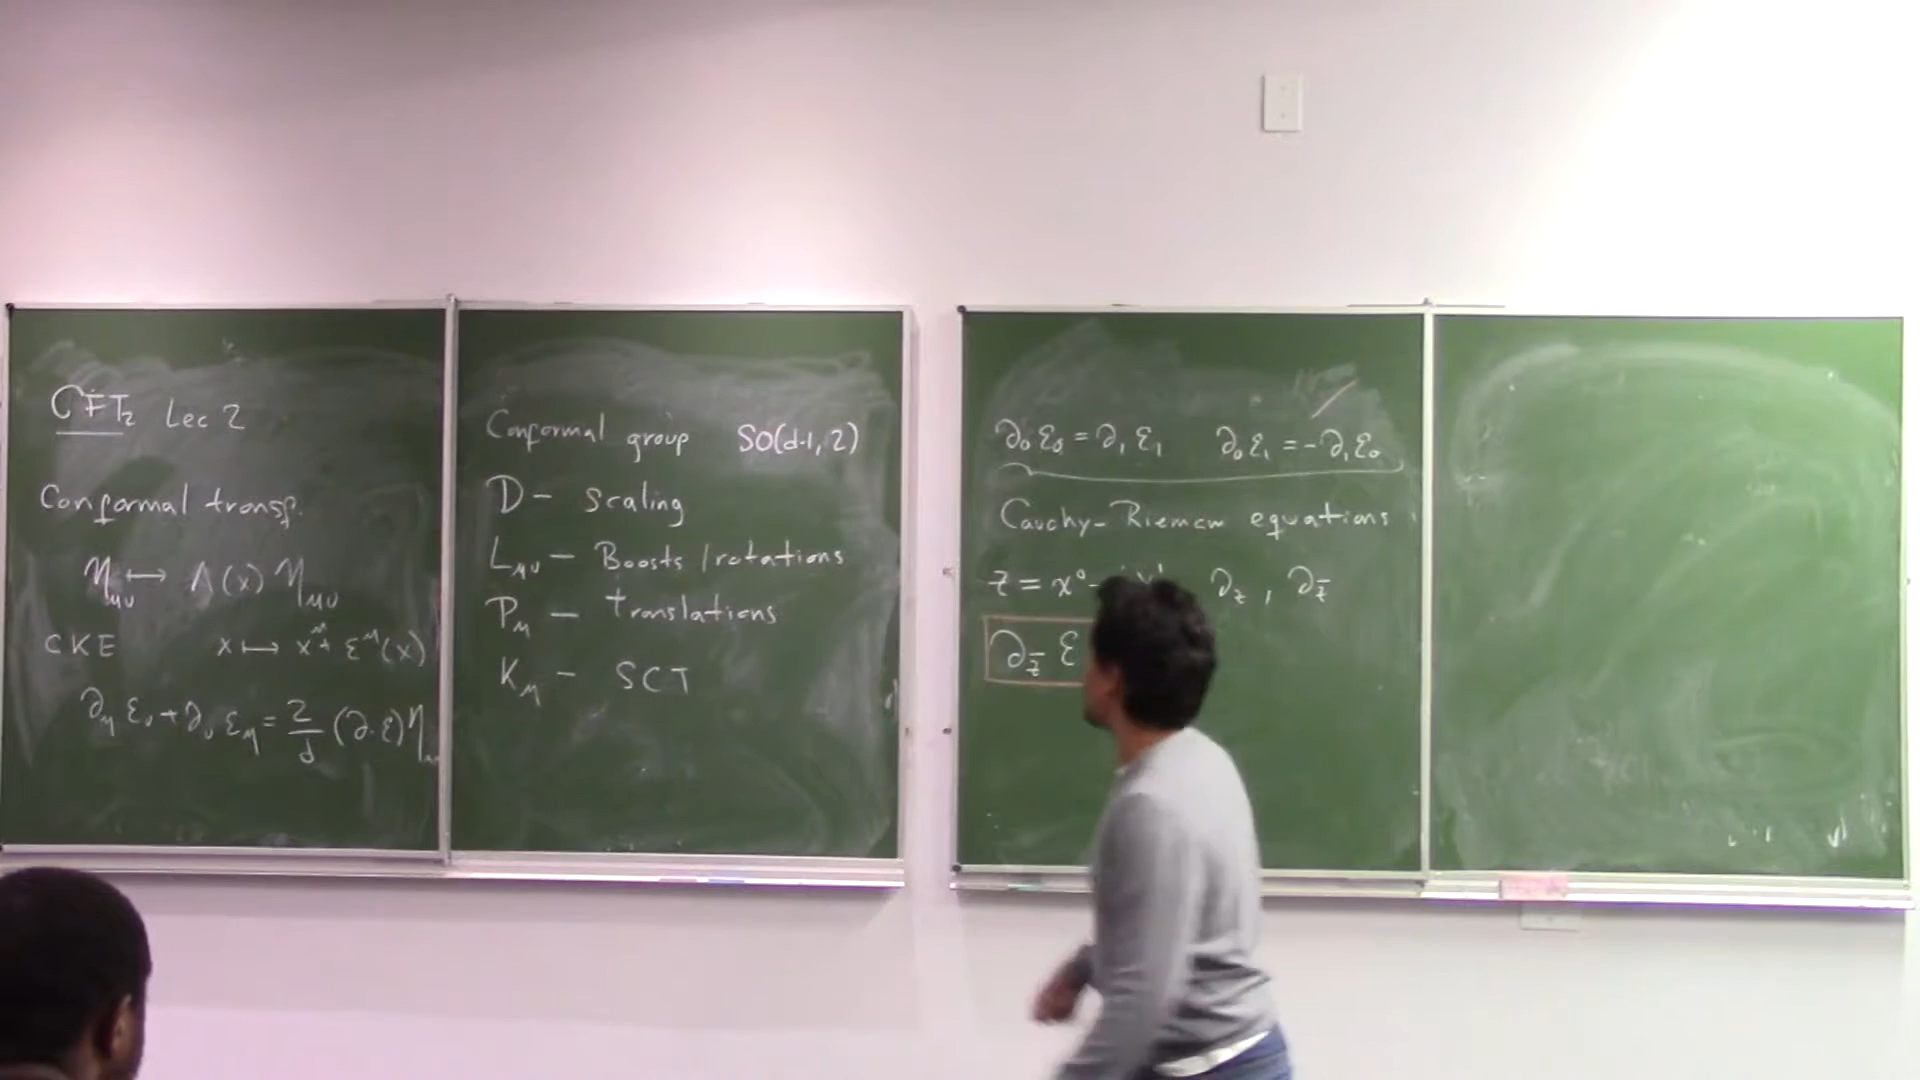 CFT₂ Lec 2
Conformal transf.
η_μν ⟼ Λ(x) η_μν
CKE x ⟼ x^μ + ε^μ(x)
∂_μ ε_ν + ∂_ν ε_μ = 2/d (∂·ε) η
Conformal group SO(d-1, 2)
D - scaling
L_μν - Boosts / rotations
P_μ - translations
K_μ - SCT
∂₀ε₀ = ∂₁ε₁ ∂₀ε₁ = -∂₁ε₀
Cauchy-Riemann equations
z = x⁰ ∂_z , ∂_z̄
∂_z̄ ε